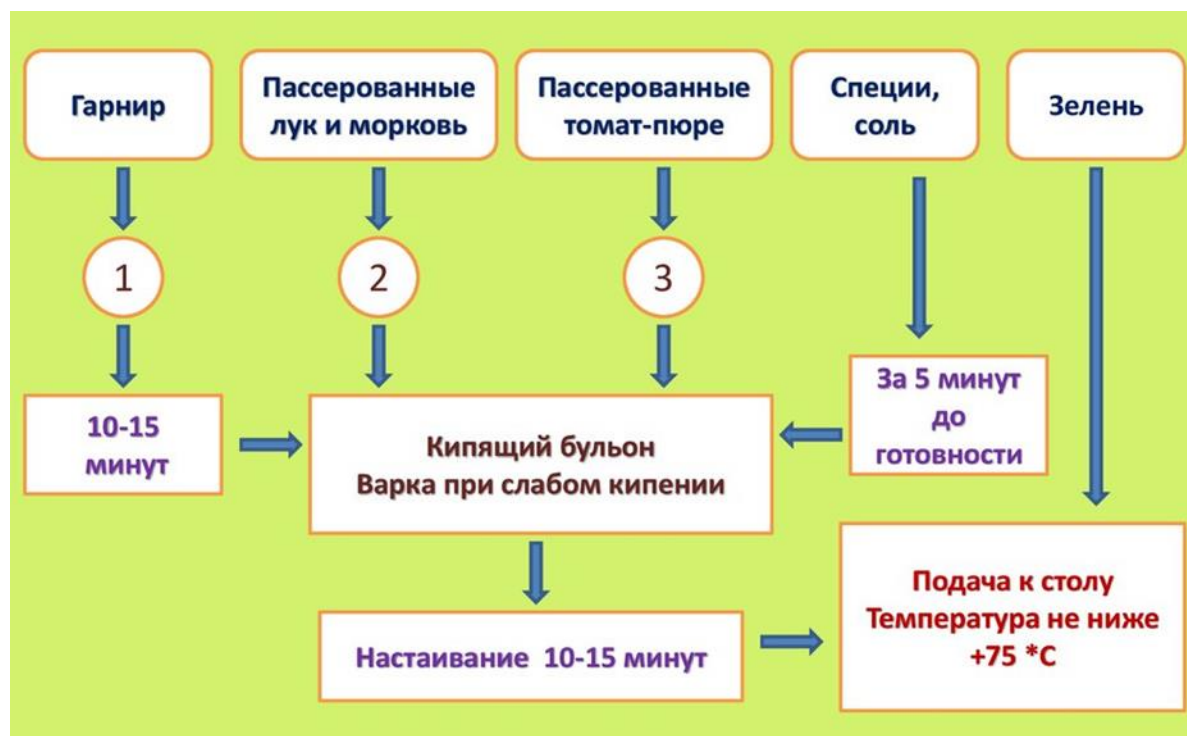 Гарнир
Пассерованные
лук и морковь
Пассерованные
томат-пюре
Специи,
соль
Зелень
1
2
3
10-15
минут
Кипящий бульон
Варка при слабом кипении
За 5 минут
до
готовности
Настаивание 10-15 минут
Подача к столу
Температура не ниже
+75 *С